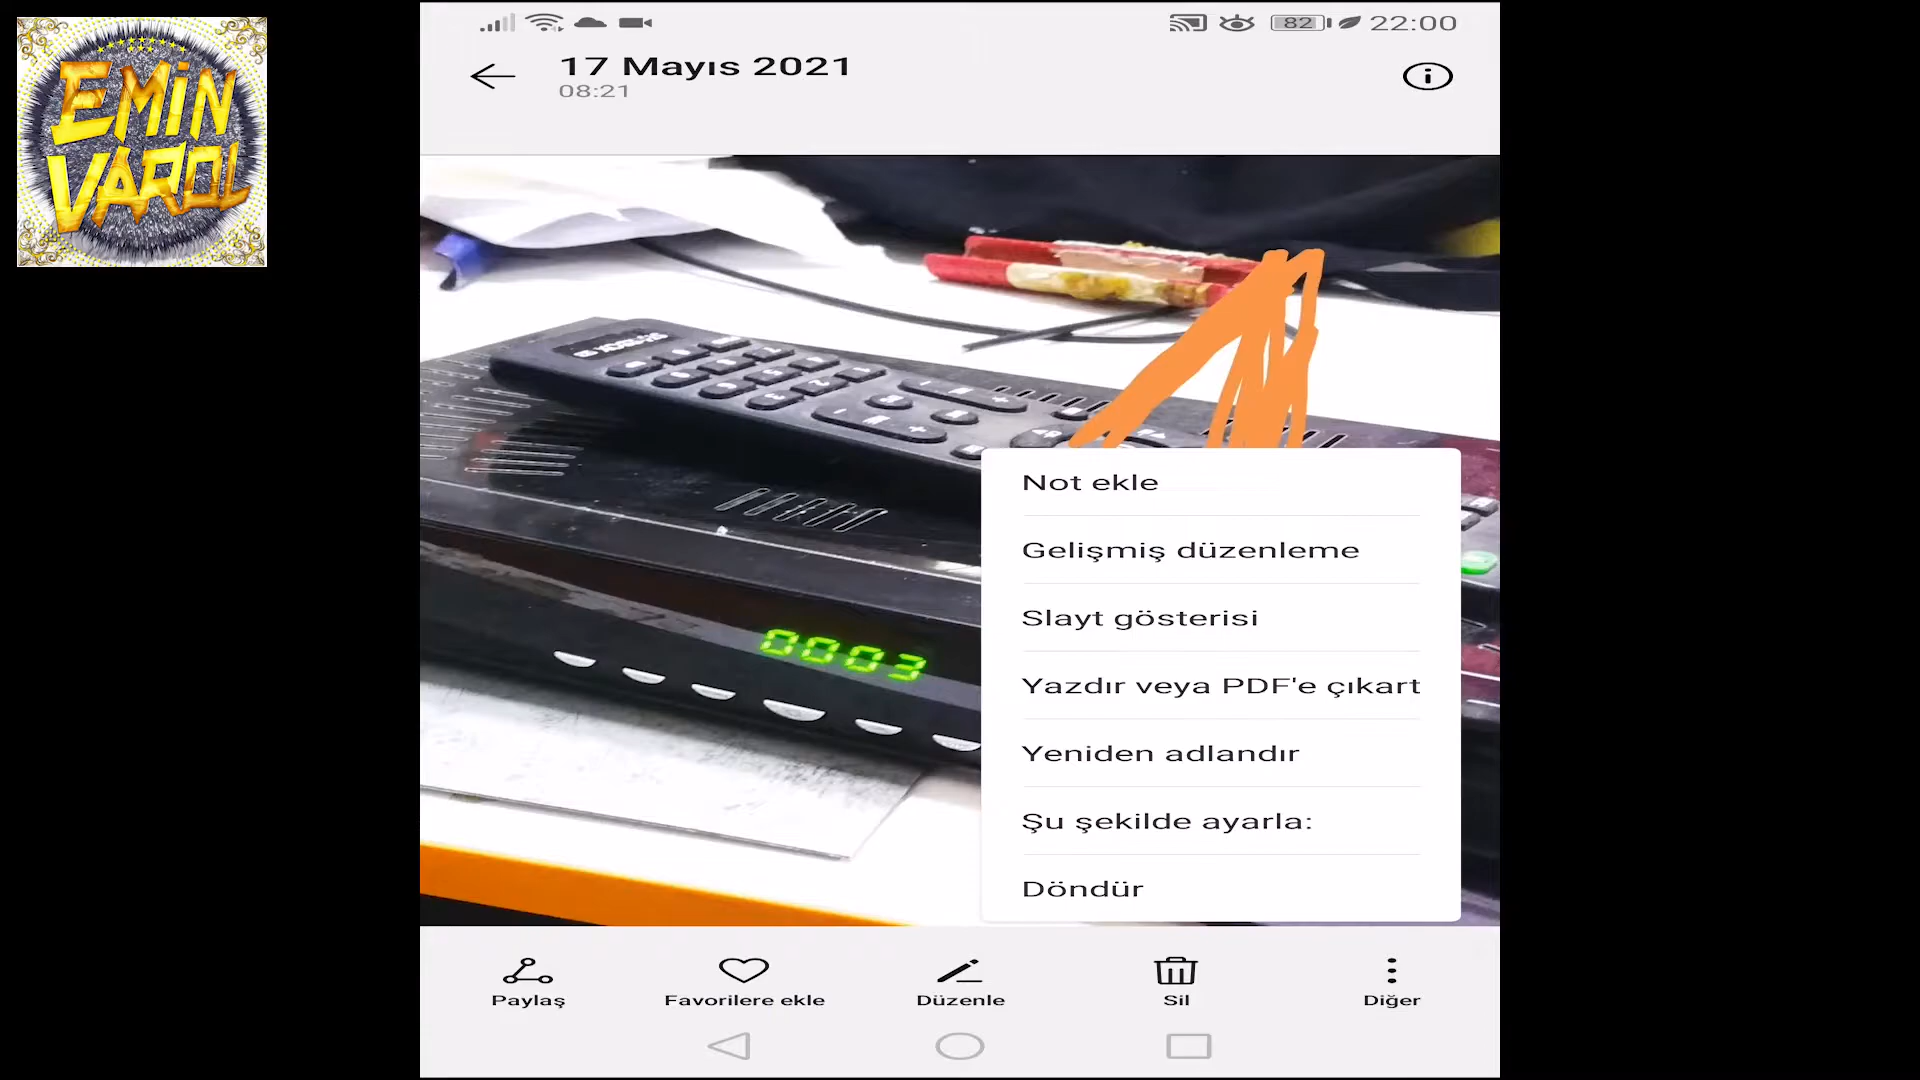 EMİN
VAROL
82
22:00
17 Mayıs 2021
08:21
0003
Not ekle
Gelişmiş düzenleme
Slayt gösterisi
Yazdır veya PDF'e çıkart
Yeniden adlandır
Şu şekilde ayarla:
Döndür
Paylaş
Favorilere ekle
Düzenle
Sil
Diğer